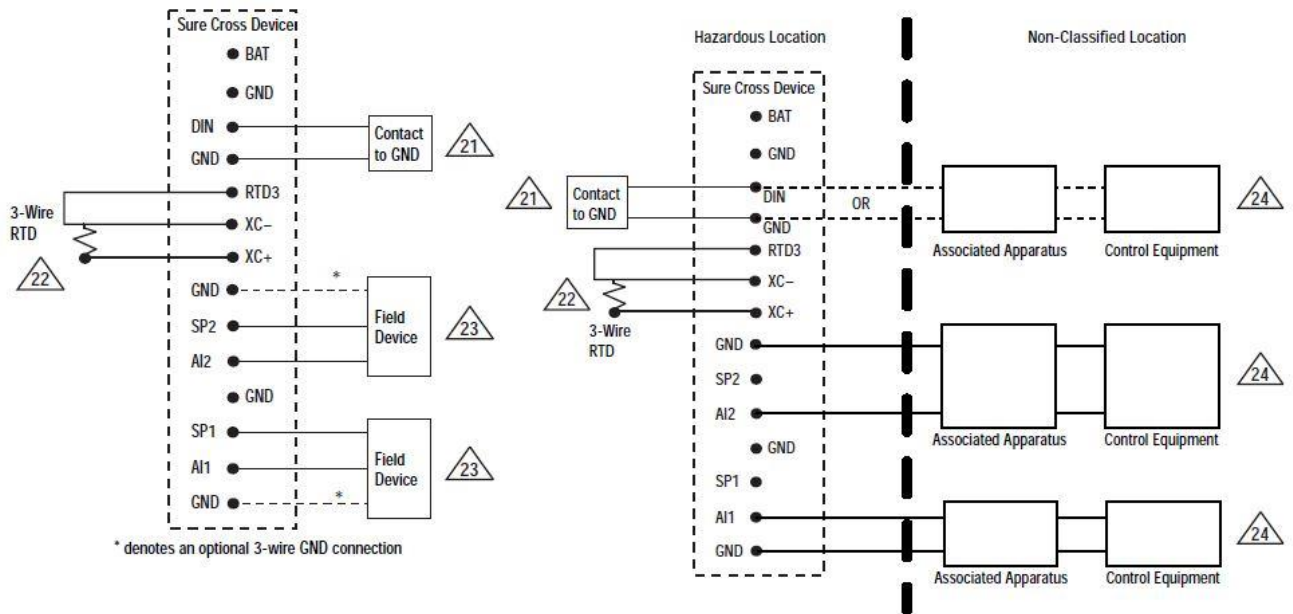 Sure Cross Device
BAT
GND
DIN
GND
Contact
to GND
21
RTD3
XC–
XC+
3-Wire
RTD
22
GND
*
SP2
AI2
Field
Device
23
GND
SP1
AI1
GND
*
Field
Device
23
* denotes an optional 3-wire GND connection
Hazardous Location
Non-Classified Location
Sure Cross Device
BAT
GND
21
Contact
to GND
DIN
GND
OR
Associated Apparatus
Control Equipment
24
RTD3
XC–
XC+
22
3-Wire
RTD
GND
SP2
AI2
Associated Apparatus
Control Equipment
24
GND
SP1
AI1
GND
Associated Apparatus
Control Equipment
24